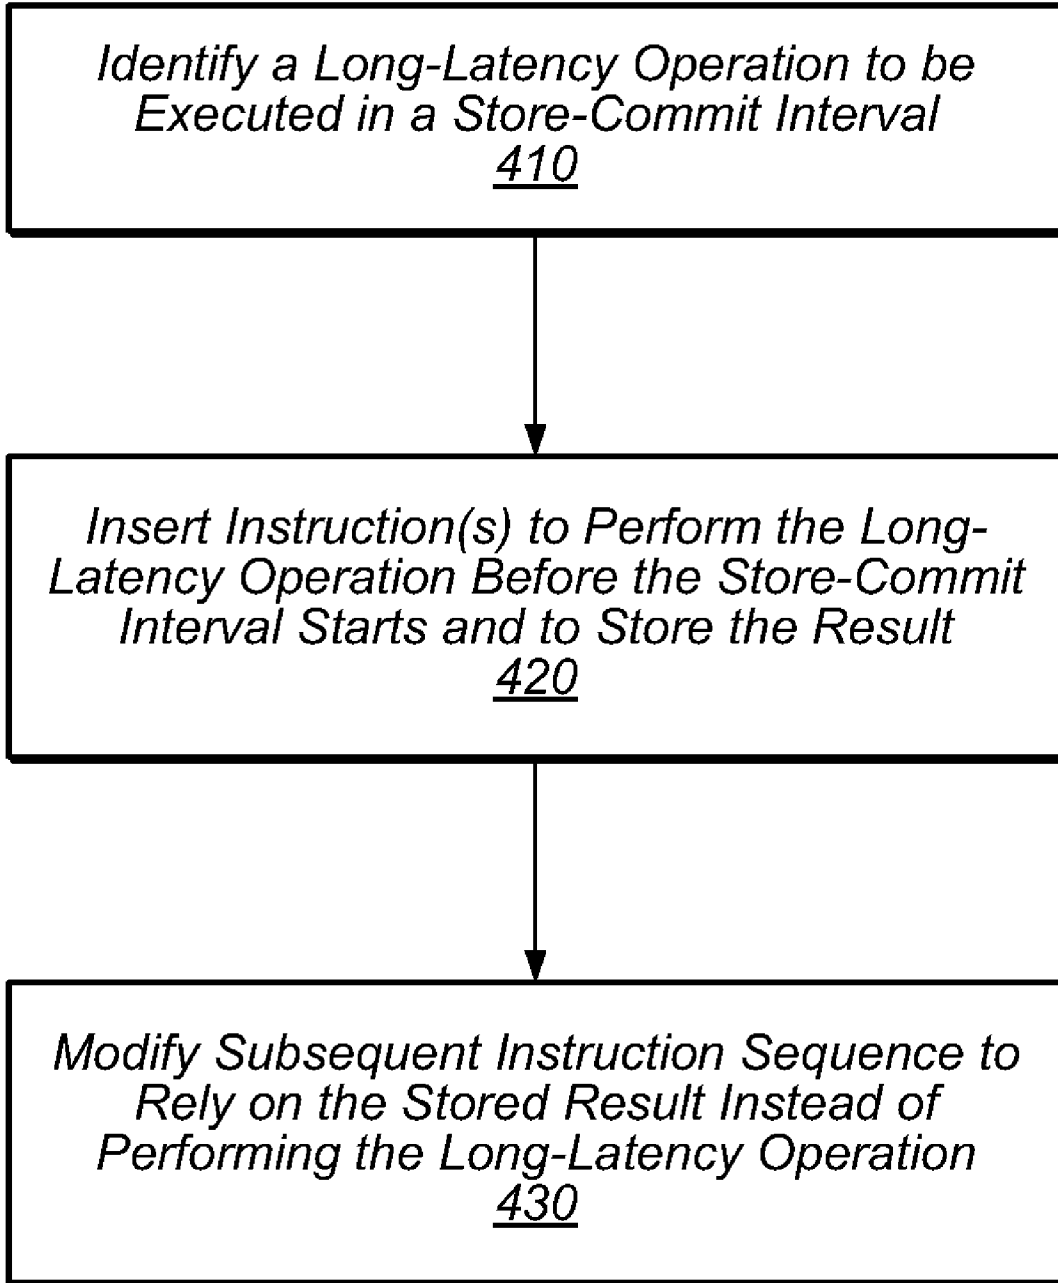 Identify a Long-Latency Operation to be
Executed in a Store-Commit Interval
410
Insert Instruction(s) to Perform the Long-
Latency Operation Before the Store-Commit
Interval Starts and to Store the Result
420
Modify Subsequent Instruction Sequence to
Rely on the Stored Result Instead of
Performing the Long-Latency Operation
430